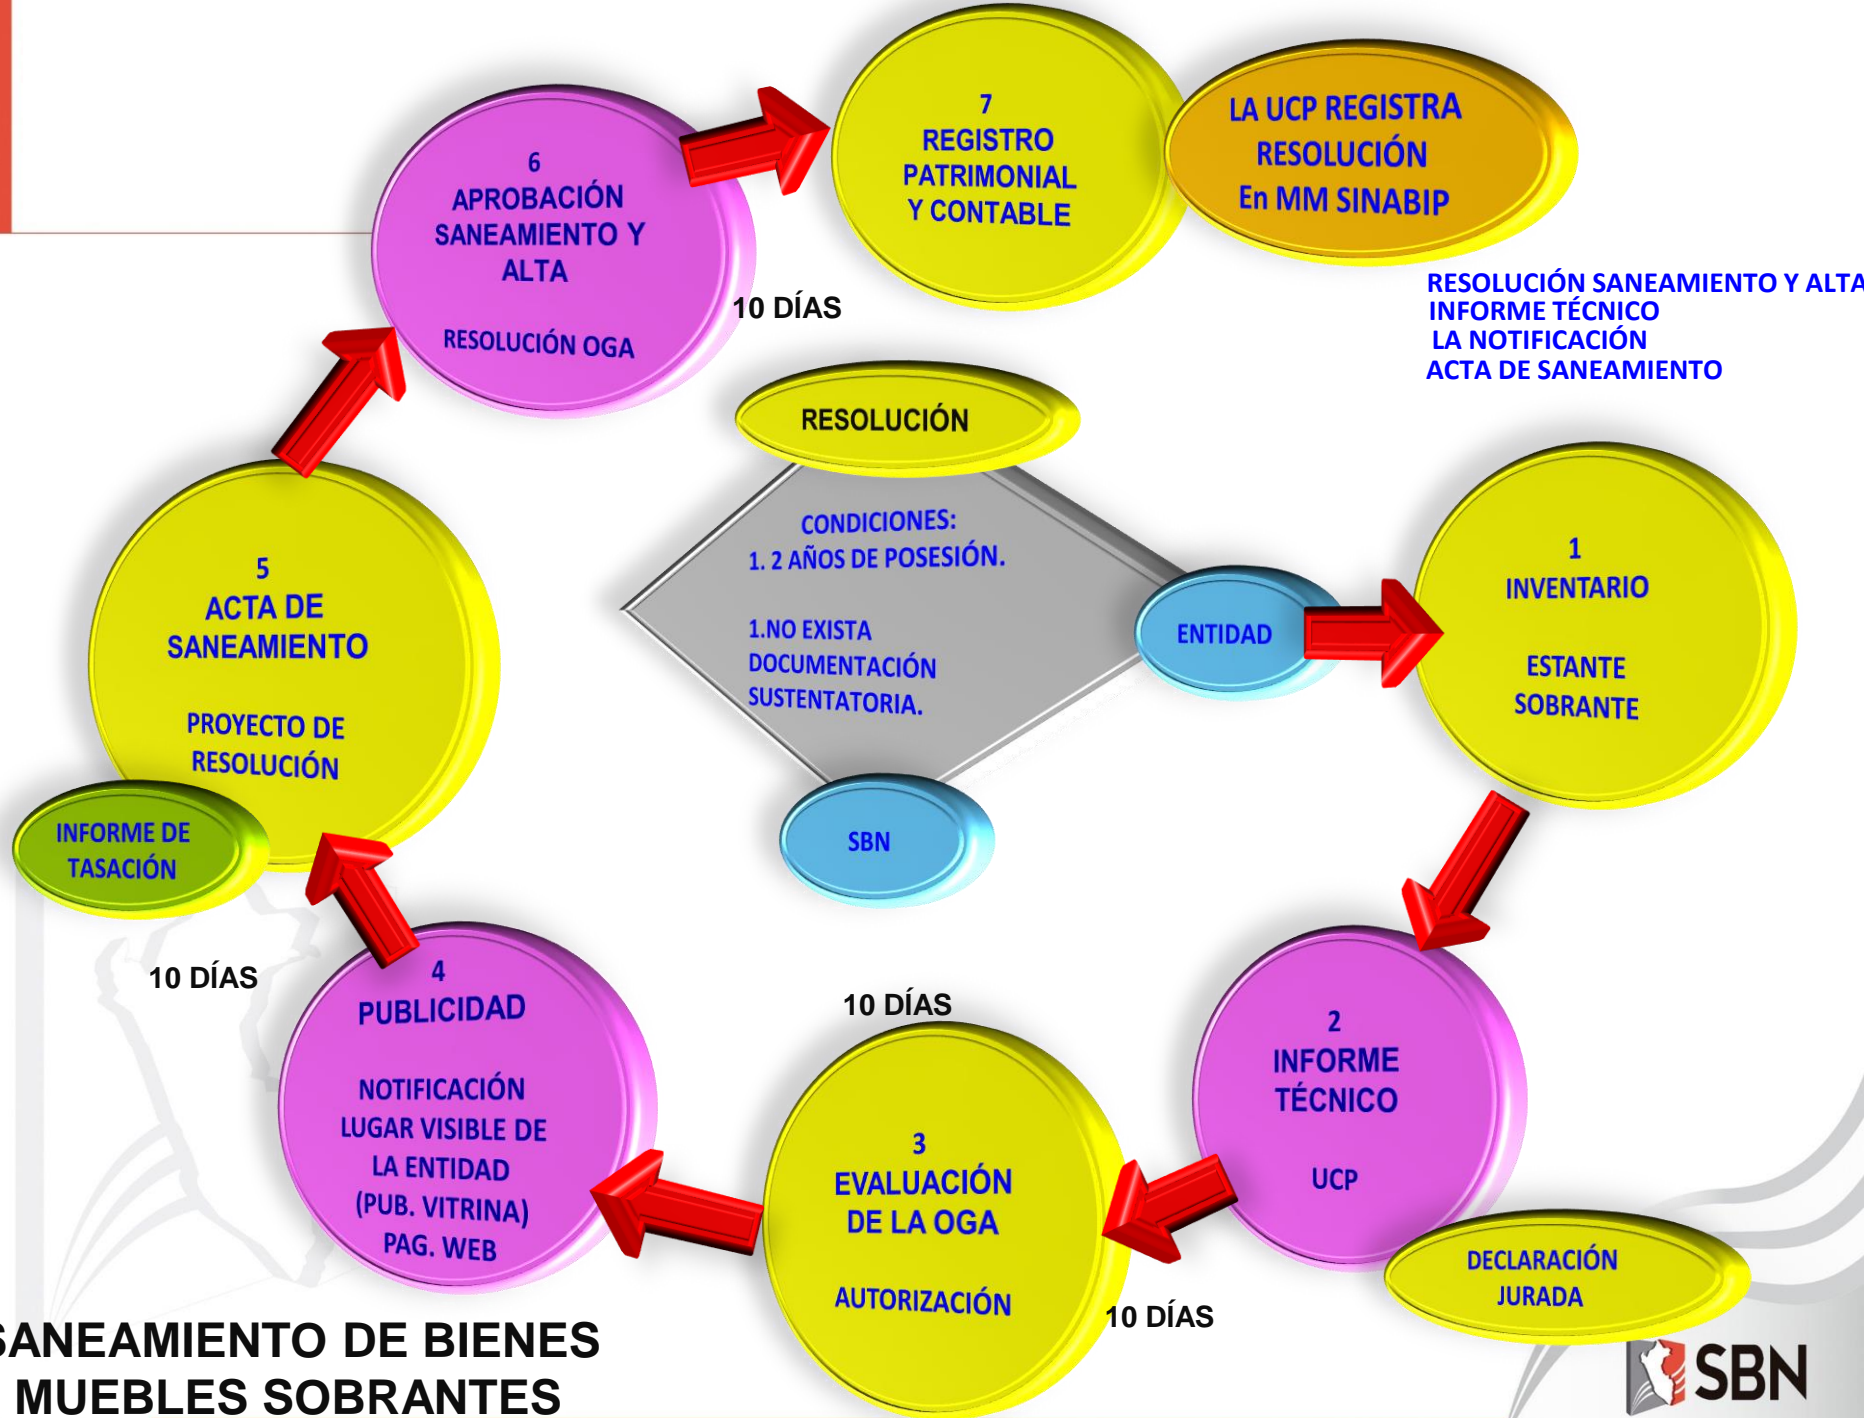 6
APROBACIÓN
SANEAMIENTO Y
ALTA
RESOLUCIÓN OGA
10 DÍAS
7
REGISTRO
PATRIMONIAL
Y CONTABLE
LA UCP REGISTRA
RESOLUCIÓN
En MM SINABIP
RESOLUCIÓN SANEAMIENTO Y ALTA
INFORME TÉCNICO
LA NOTIFICACIÓN
ACTA DE SANEAMIENTO
RESOLUCIÓN
CONDICIONES:
1. 2 AÑOS DE POSESIÓN.
1.NO EXISTA
DOCUMENTACIÓN
SUSTENTATORIA.
ENTIDAD
SBN
1
INVENTARIO
ESTANTE
SOBRANTE
2
INFORME
TÉCNICO
UCP
DECLARACIÓN
JURADA
10 DÍAS
3
EVALUACIÓN
DE LA OGA
AUTORIZACIÓN
10 DÍAS
4
PUBLICIDAD
NOTIFICACIÓN
LUGAR VISIBLE DE
LA ENTIDAD
(PUB. VITRINA)
PAG. WEB
10 DÍAS
5
ACTA DE
SANEAMIENTO
PROYECTO DE
RESOLUCIÓN
INFORME DE
TASACIÓN
SANEAMIENTO DE BIENES
MUEBLES SOBRANTES
SBN